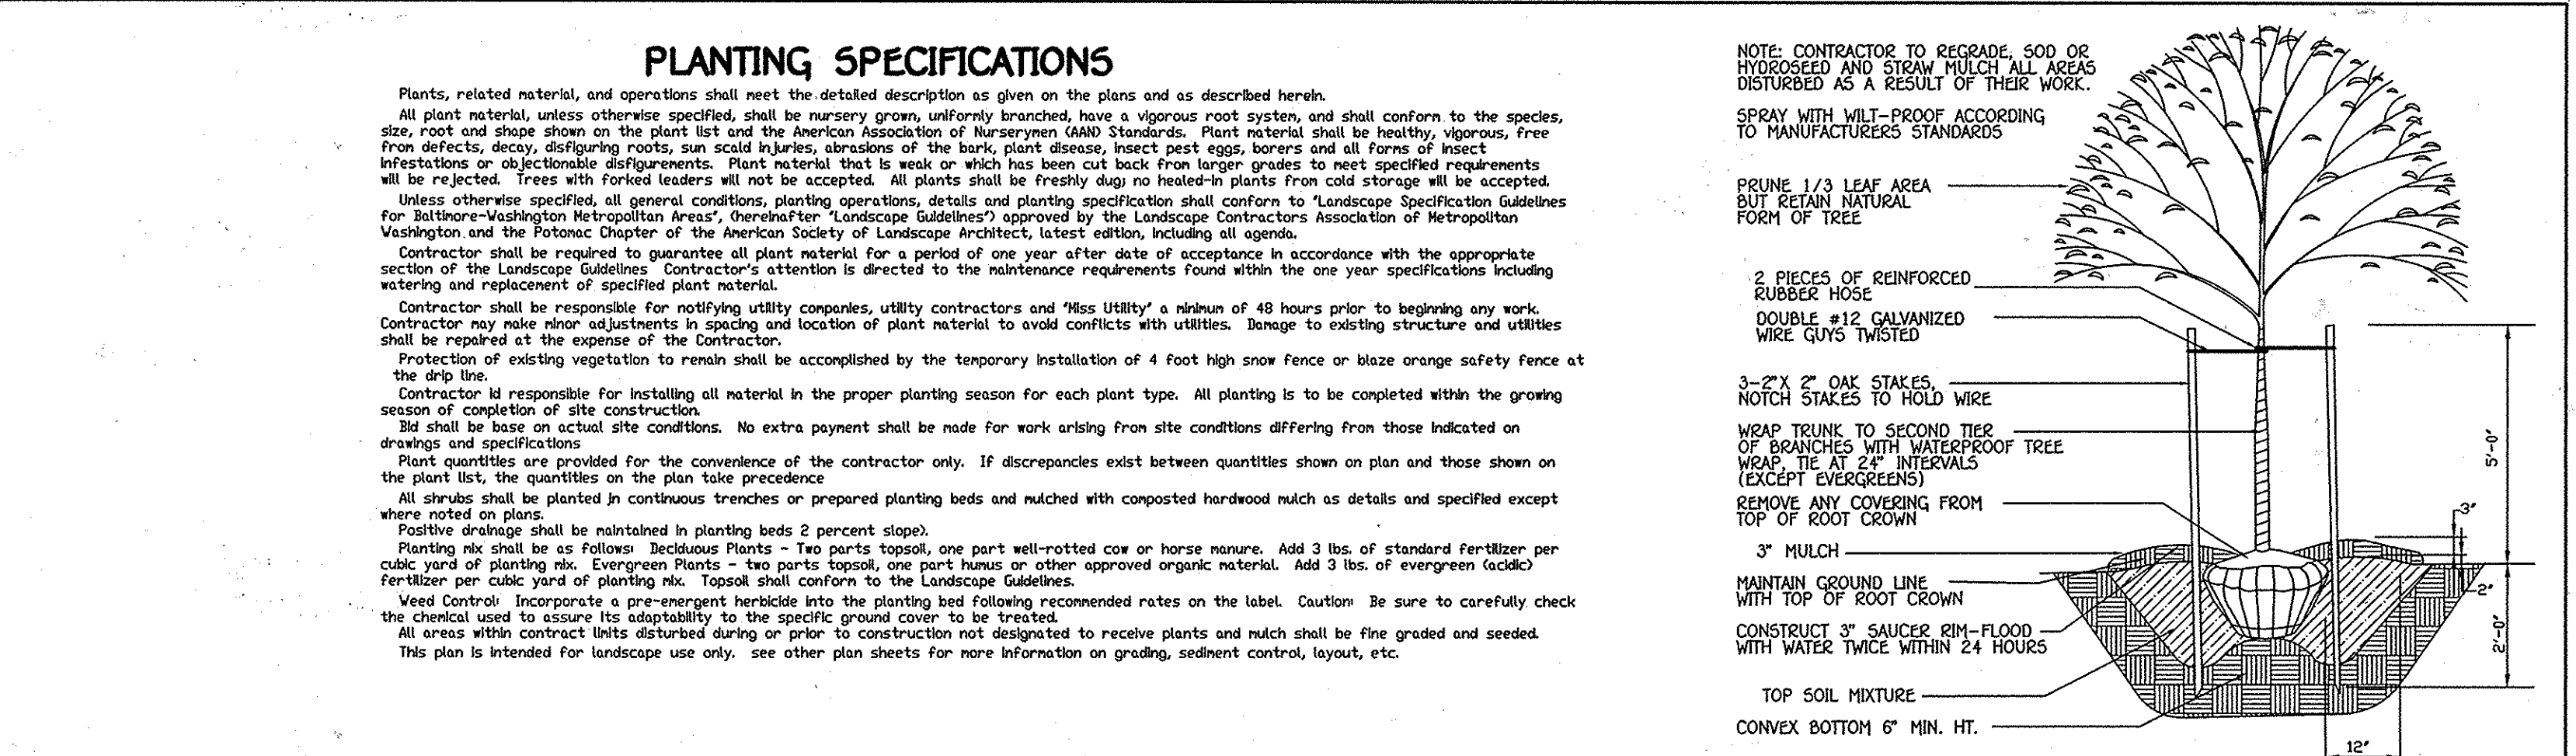 PLANTING SPECIFICATIONS
Plants, related material, and operations shall meet the detailed description as given on the plans and as described herein.
All plant material, unless otherwise specified, shall be nursery grown, uniformly branched, have a vigorous root system, and shall conform to the species,
size, root and shape shown on the plant list and the American Association of Nurserymen (AAN) Standards. Plant material shall be healthy, vigorous, free
from defects, decay, disfiguring roots, sun scald injuries, abrasions of the bark, plant disease, insect pest eggs, borers and all forms of insect
infestations or objectionable disfigurements. Plant material that is weak or which has been cut back from larger grades to meet specified requirements
will be rejected. Trees with forked leaders will not be accepted. All plants shall be freshly dug; no healed-in plants from cold storage will be accepted.
Unless otherwise specified, all general conditions, planting operations, details and planting specification shall conform to "Landscape Specification Guidelines
for Baltimore-Washington Metropolitan Areas", (hereinafter "Landscape Guidelines") approved by the Landscape Contractors Association of Metropolitan
Washington and the Potomac Chapter of the American Society of Landscape Architect, latest edition, including all agenda.
Contractor shall be required to guarantee all plant material for a period of one year after date of acceptance in accordance with the appropriate
section of the Landscape Guidelines Contractor's attention is directed to the maintenance requirements found within the one year specifications including
watering and replacement of specified plant material.
Contractor shall be responsible for notifying utility companies, utility contractors and "Miss Utility" a minimum of 48 hours prior to beginning any work.
Contractor may make minor adjustments in spacing and location of plant material to avoid conflicts with utilities. Damage to existing structure and utilities
shall be repaired at the expense of the Contractor.
Protection of existing vegetation to remain shall be accomplished by the temporary installation of 4 foot high snow fence or blaze orange safety fence at
the drip line.
Contractor id responsible for installing all material in the proper planting season for each plant type. All planting is to be completed within the growing
season of completion of site construction.
Bid shall be base on actual site conditions. No extra payment shall be made for work arising from site conditions differing from those indicated on
drawings and specifications
Plant quantities are provided for the convenience of the contractor only. If discrepancies exist between quantities shown on plan and those shown on
the plant list, the quantities on the plan take precedence
All shrubs shall be planted in continuous trenches or prepared planting beds and mulched with composted hardwood mulch as details and specified except
where noted on plans.
Positive drainage shall be maintained in planting beds 2 percent slope).
Planting mix shall be as follows: Deciduous Plants - Two parts topsoil, one part well-rotted cow or horse manure. Add 3 lbs. of standard fertilizer per
cubic yard of planting mix. Evergreen Plants - two parts topsoil, one part humus or other approved organic material. Add 3 lbs. of evergreen (acidic)
fertilizer per cubic yard of planting mix. Topsoil shall conform to the Landscape Guidelines.
Weed Control: Incorporate a pre-emergent herbicide into the planting bed following recommended rates on the label. Caution: Be sure to carefully check
the chemical used to assure its adaptability to the specific ground cover to be treated.
All areas within contract limits disturbed during or prior to construction not designated to receive plants and mulch shall be fine graded and seeded.
This plan is intended for landscape use only. see other plan sheets for more information on grading, sediment control, layout, etc.
NOTE: CONTRACTOR TO REGRADE, SOD OR
HYDROSEED AND STRAW MULCH ALL AREAS
DISTURBED AS A RESULT OF THEIR WORK.
SPRAY WITH WILT-PROOF ACCORDING
TO MANUFACTURERS STANDARDS
PRUNE 1/3 LEAF AREA
BUT RETAIN NATURAL
FORM OF TREE
2 PIECES OF REINFORCED
RUBBER HOSE
DOUBLE #12 GALVANIZED
WIRE GUYS TWISTED
3-2"X 2" OAK STAKES,
NOTCH STAKES TO HOLD WIRE
WRAP TRUNK TO SECOND TIER
OF BRANCHES WITH WATERPROOF TREE
WRAP, TIE AT 24" INTERVALS
(EXCEPT EVERGREENS)
REMOVE ANY COVERING FROM
TOP OF ROOT CROWN
3" MULCH
MAINTAIN GROUND LINE
WITH TOP OF ROOT CROWN
CONSTRUCT 3" SAUCER RIM-FLOOD
WITH WATER TWICE WITHIN 24 HOURS
TOP SOIL MIXTURE
CONVEX BOTTOM 6" MIN. HT.
5'-0"
3"
2"
2'-0"
12"